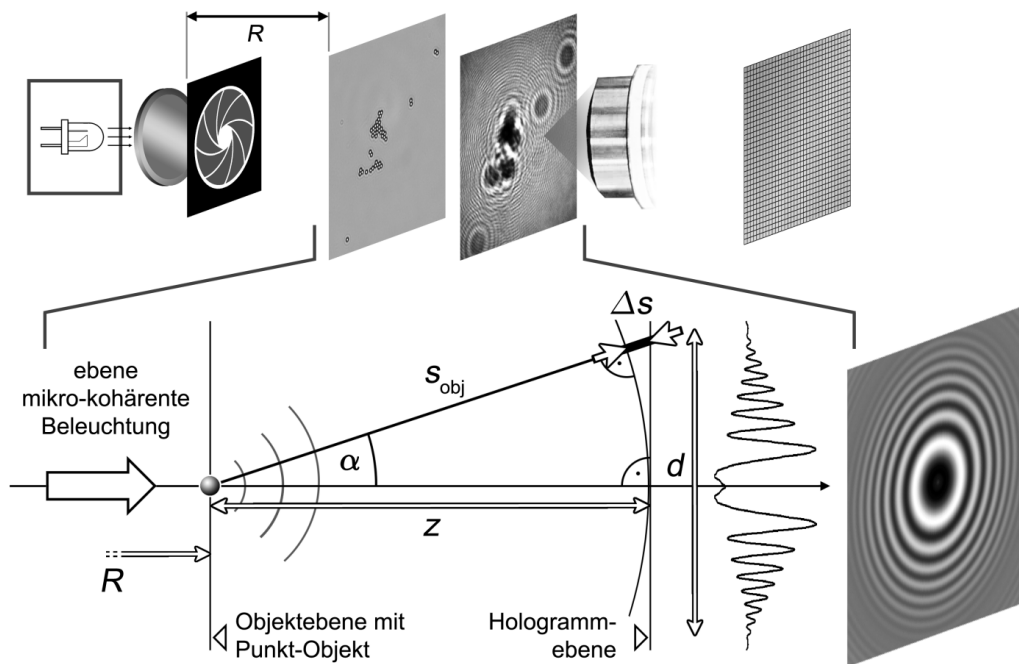 R
Δs
ebene
mikro-kohärente
Beleuchtung
s_obj
α
d
z
R
Objektebene mit
Punkt-Objekt
Hologramm-
ebene